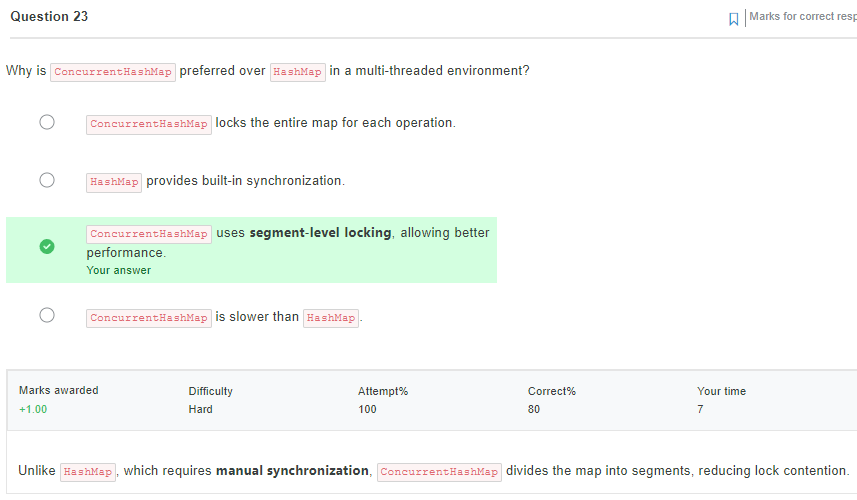 Question 23
Marks for correct resp
Why is ConcurrentHashMap preferred over HashMap in a multi-threaded environment?
ConcurrentHashMap locks the entire map for each operation.
HashMap provides built-in synchronization.
ConcurrentHashMap uses segment-level locking, allowing better
performance.
Your answer
ConcurrentHashMap is slower than HashMap.
Marks awarded Difficulty Attempt% Correct% Your time
+1.00 Hard 100 80 7
Unlike HashMap, which requires manual synchronization, ConcurrentHashMap divides the map into segments, reducing lock contention.